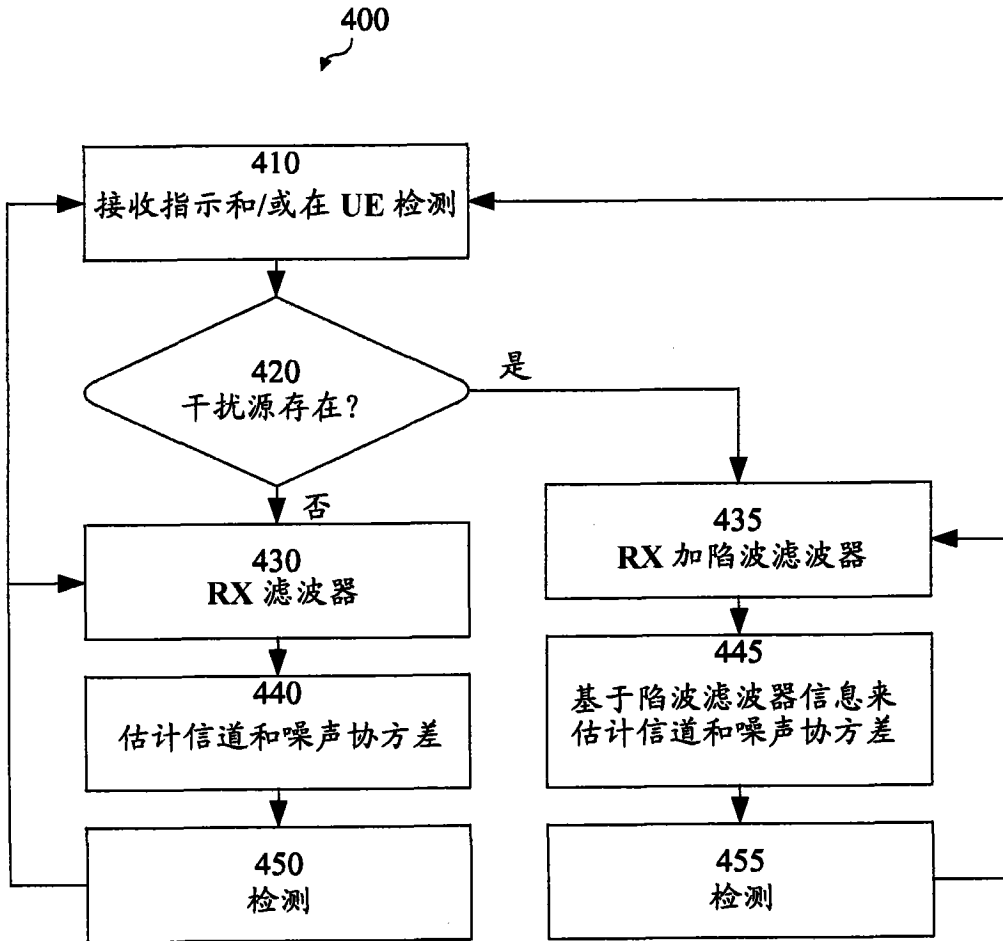 400
410
接收指示和/或在 UE 检测
420
干扰源存在?
是
否
430
RX 滤波器
435
RX 加陷波滤波器
440
估计信道和噪声协方差
445
基于陷波滤波器信息来
估计信道和噪声协方差
450
检测
455
检测